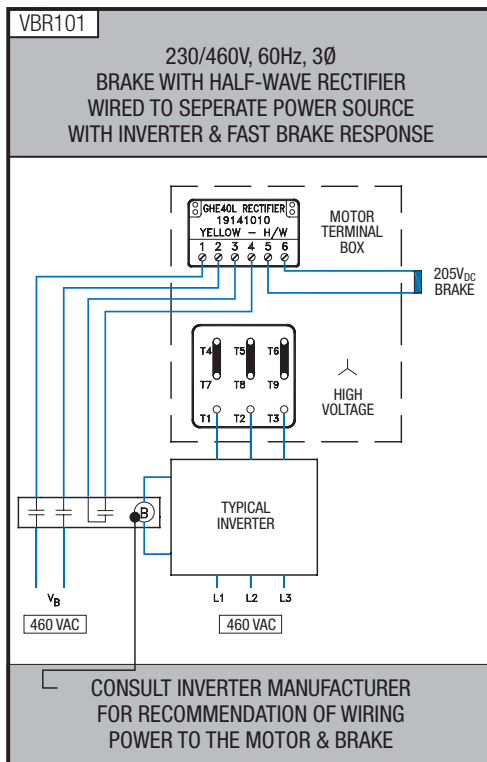 VBR101
230/460V, 60Hz, 3Ø
BRAKE WITH HALF-WAVE RECTIFIER
WIRED TO SEPERATE POWER SOURCE
WITH INVERTER & FAST BRAKE RESPONSE
GHE40L RECTIFIER
19141010
YELLOW - H/W
1 2 3 4 5 6
MOTOR
TERMINAL
BOX
205VDC
BRAKE
T4 T5 T6
T7 T8 T9
T1 T2 T3
HIGH
VOLTAGE
TYPICAL
INVERTER
B
VB
L1 L2 L3
460 VAC
460 VAC
CONSULT INVERTER MANUFACTURER
FOR RECOMMENDATION OF WIRING
POWER TO THE MOTOR & BRAKE